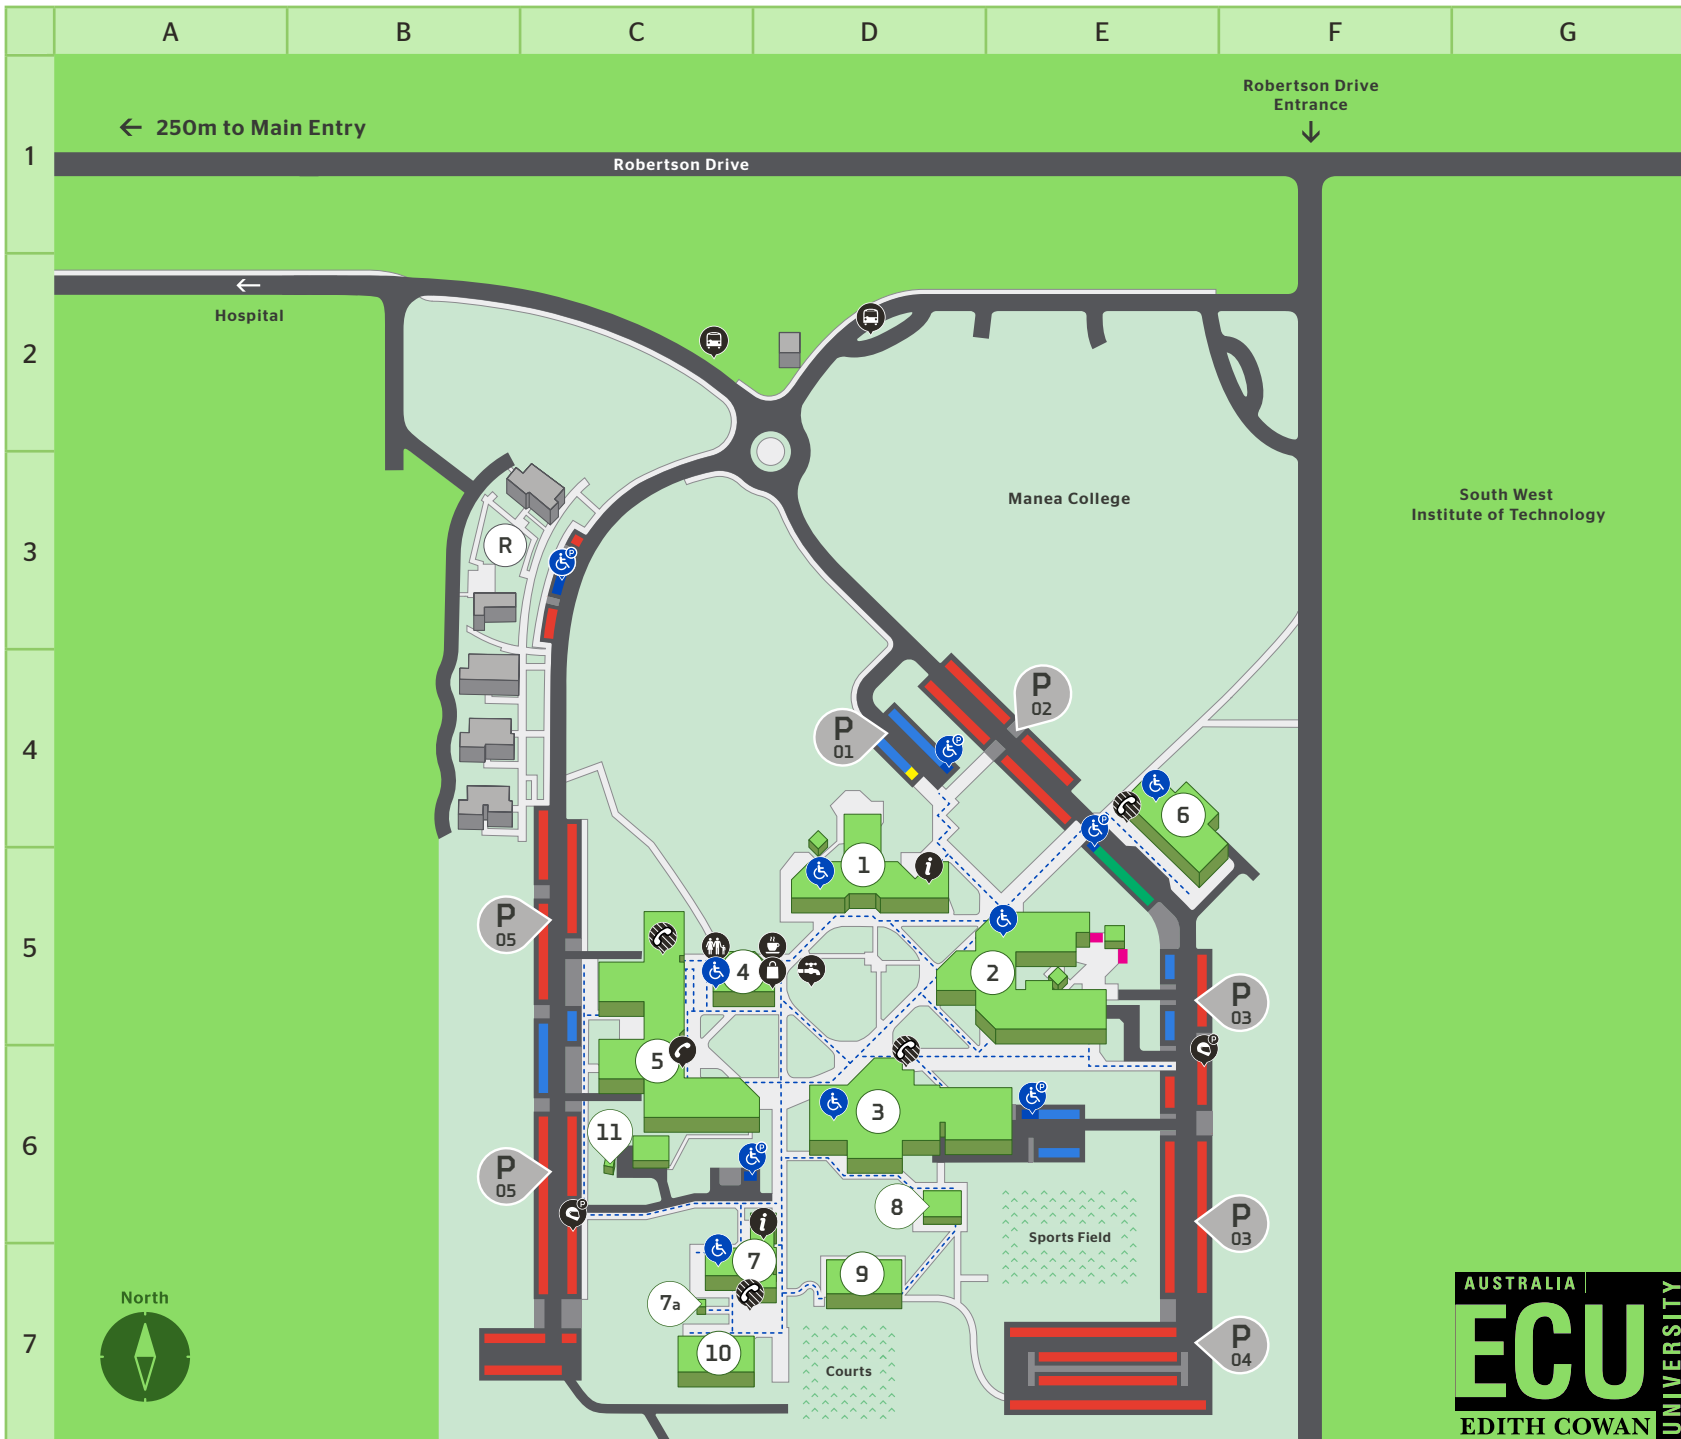 A
B
C
D
E
F
G
1
2
3
4
5
6
7
Robertson Drive
Entrance
← 250m to Main Entry
Robertson Drive
Hospital
Manea College
South West
Institute of Technology
R
P
02
P
01
6
1
P
05
4
2
P
03
5
3
11
P
05
8
P
03
Sports Field
7
9
7a
10
P
04
Courts
North
AUSTRALIA
ECU
EDITH COWAN
UNIVERSITY